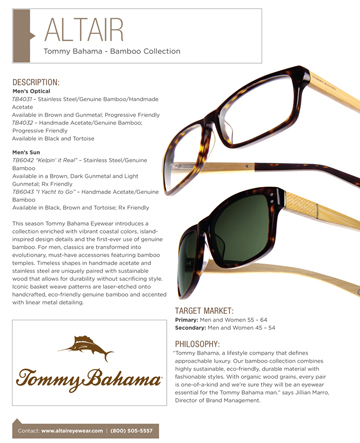 ALTAIR
Tommy Bahama - Bamboo Collection
DESCRIPTION:
Men's Optical
TB4031 – Stainless Steel/Genuine Bamboo/Handmade
Acetate
Available in Brown and Gunmetal; Progressive Friendly
TB4032 – Handmade Acetate/Genuine Bamboo;
Progressive Friendly
Available in Black and Tortoise
Men's Sun
TB6042 "Keipin' it Real" – Stainless Steel/Genuine
Bamboo
Available in a Brown, Dark Gunmetal and Light
Gunmetal; Rx Friendly
TB6043 "I Yacht to Go" – Handmade Acetate/Genuine
Bamboo
Available in Black, Brown and Tortoise; Rx Friendly
This season Tommy Bahama Eyewear introduces a
collection enriched with vibrant coastal colors, island-
inspired design details and the first-ever use of genuine
bamboo. For men, classics are transformed into
evolutionary, must-have accessories featuring bamboo
temples. Timeless shapes in handmade acetate and
stainless steel are uniquely paired with sustainable
wood that allows for durability without sacrificing style.
Iconic basket weave patterns are laser-etched onto
handcrafted, eco-friendly genuine bamboo and accented
with linear metal detailing.
Tommy Bahama
TARGET MARKET:
Primary: Men and Women 55 – 64
Secondary: Men and Women 45 – 54
PHILOSOPHY:
"Tommy Bahama, a lifestyle company that defines
approachable luxury. Our bamboo collection combines
highly sustainable, eco-friendly, durable material with
fashionable styles. With organic wood grains, every pair
is one-of-a-kind and we're sure they will be an eyewear
essential for the Tommy Bahama man." says Jillian Marro,
Director of Brand Management.
Contact: www.altaireyewear.com | (800) 505-5557